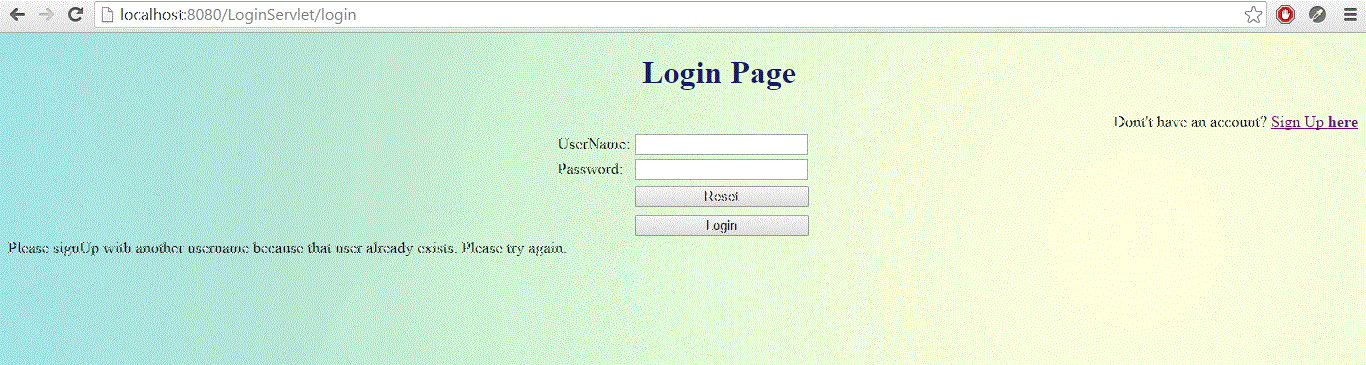 localhost:8080/LoginServlet/login
Login Page
Dont't have an account? Sign Up here
UserName:
Password:
Reset
Login
Please signUp with another username because that user already exists. Please try again.